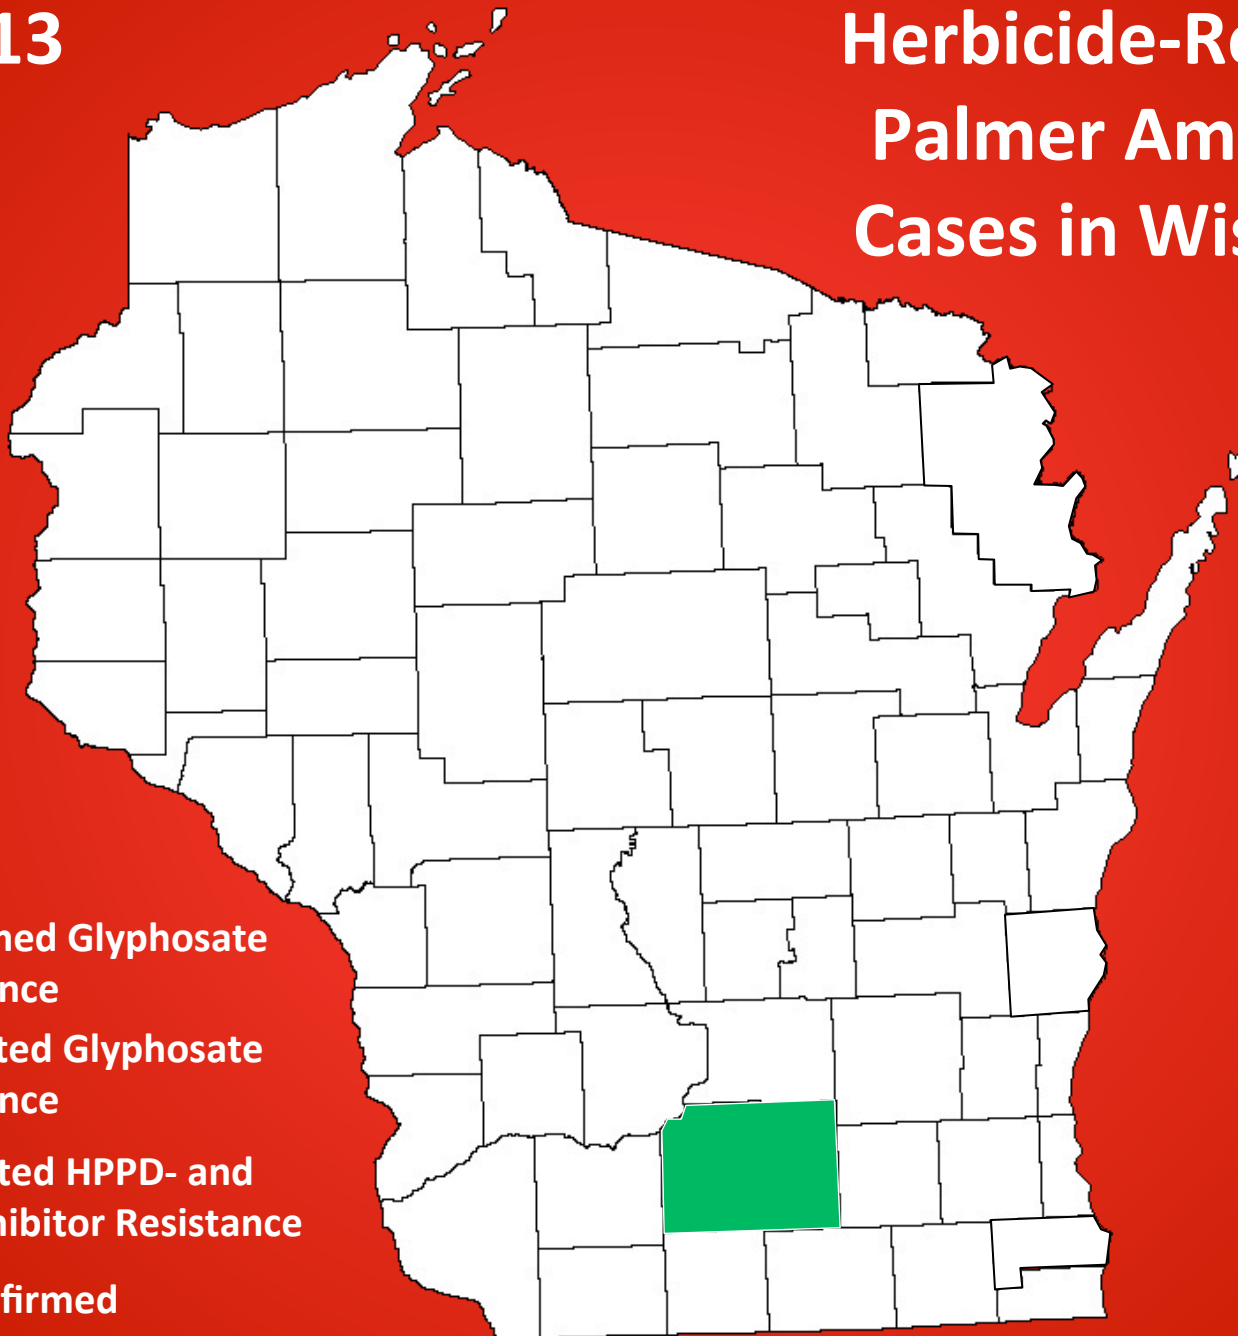 13
Herbicide-Re
Palmer Am
Cases in Wis
ned Glyphosate
nce
ted Glyphosate
nce
ted HPPD- and
hibitor Resistance
firmed